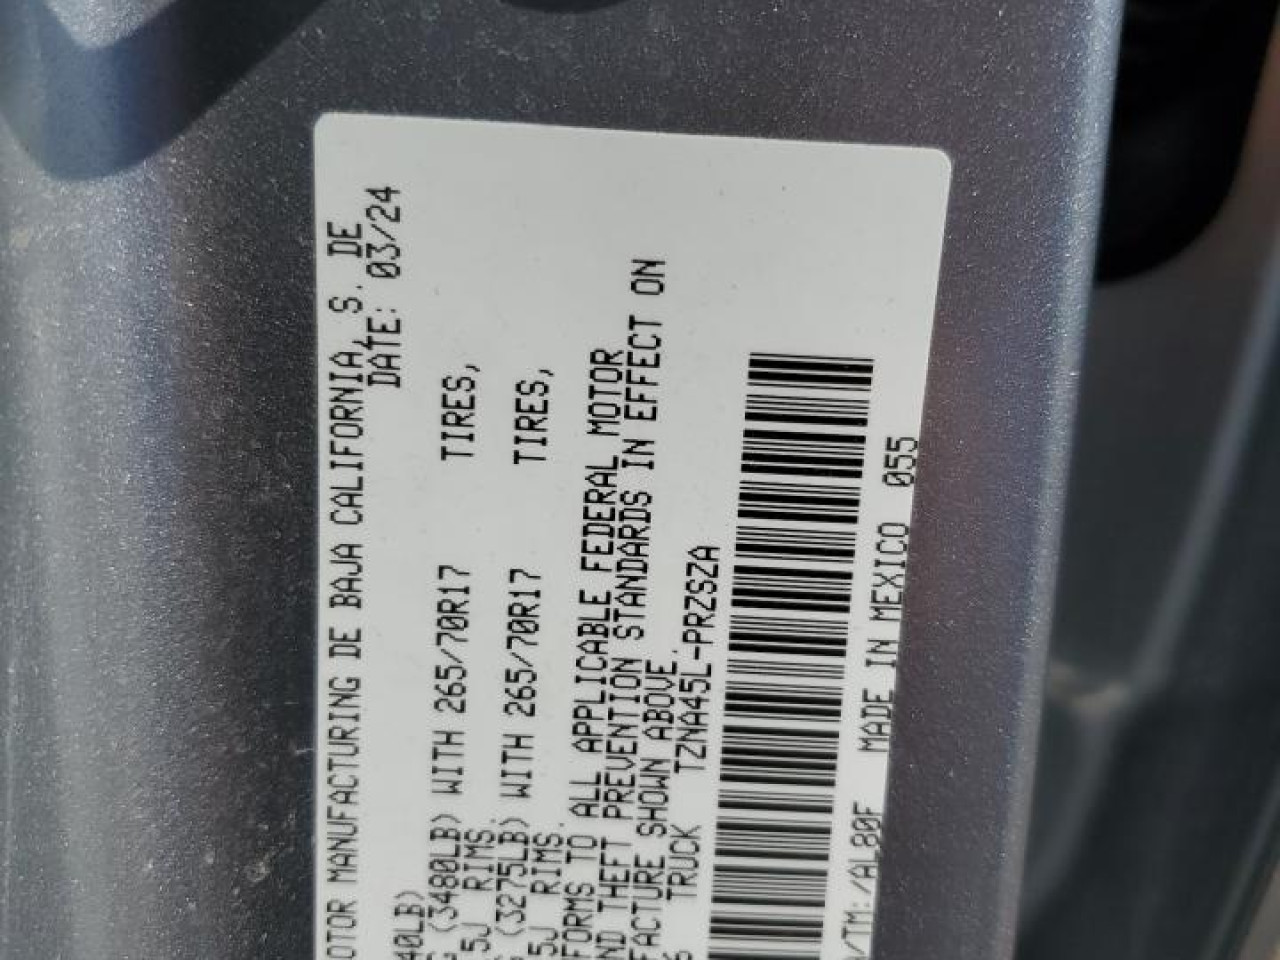 MOTOR MANUFACTURING DE BAJA CALIFORNIA, S. DE
DATE: 03/24
40LB)
(3480LB) WITH 265/70R17 TIRES,
5J RIMS.
(3275LB) WITH 265/70R17 TIRES,
5J RIMS.
FORMS TO ALL APPLICABLE FEDERAL MOTOR
ND THEFT PREVENTION STANDARDS IN EFFECT ON
FACTURE SHOWN ABOVE.
TRUCK TZNA45L-PRZSZA
A/TM:/AL80F MADE IN MEXICO 055